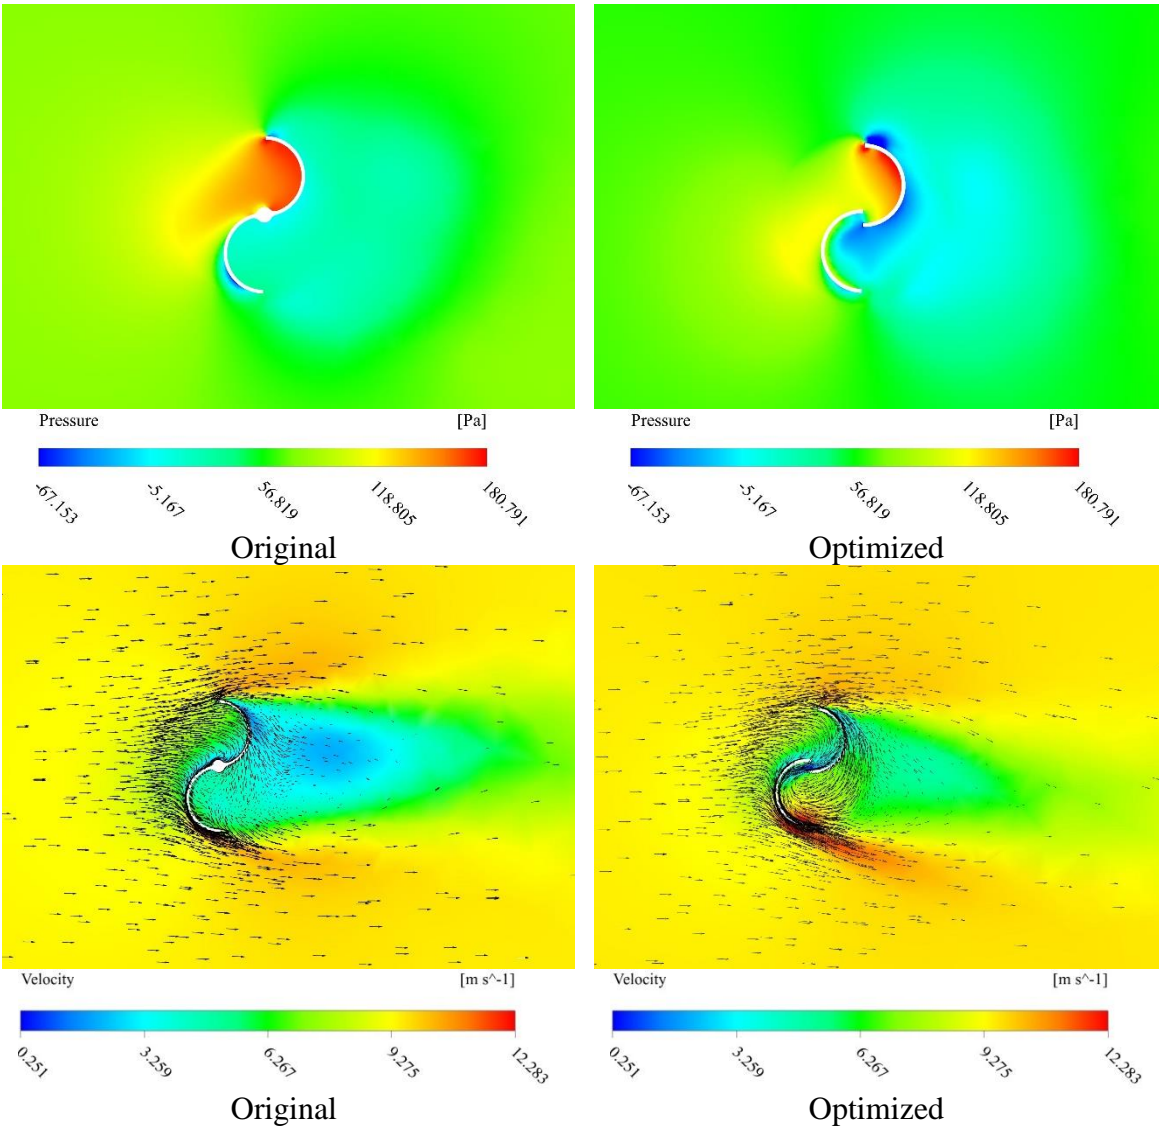 Pressure [Pa]
-67.153 -5.167 56.819 118.805 180.791
Original
Pressure [Pa]
-67.153 -5.167 56.819 118.805 180.791
Optimized
Velocity [m s^-1]
0.251 3.259 6.267 9.275 12.283
Original
Velocity [m s^-1]
0.251 3.259 6.267 9.275 12.283
Optimized